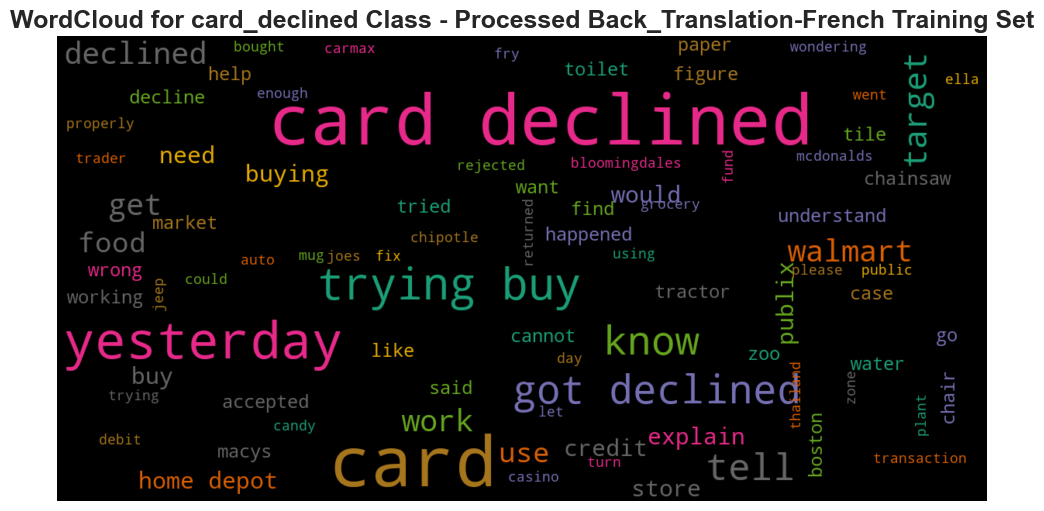 WordCloud for card_declined Class - Processed Back_Translation-French Training Set
declined
bought
carmax
fry
paper
wondering
help
toilet
figure
ella
decline
enough
card declined
went
target
properly
tile
trader
need
rejected
bloomingdales
fund
mcdonalds
buying
want
would
chainsaw
get
tried
grocery
find
understand
market
returned
food
chipotle
happened
walmart
wrong
auto
mug
joes
fix
using
please
public
working
jeep
could
trying buy
tractor
publix
case
yesterday
like
cannot
know
go
day
zoo
water
buy
said
got declined
thailand
zone
chair
trying
accepted
let
plant
candy
work
debit
explain
boston
macys
credit
use
transaction
card
turn
tell
home depot
casino
store